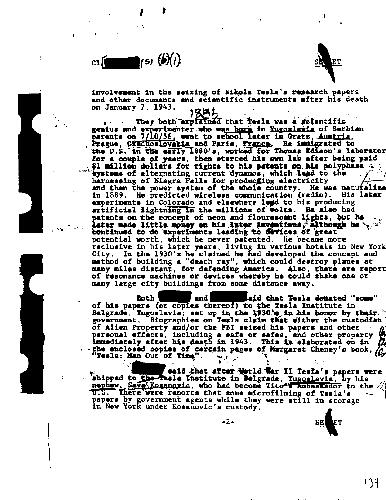 CI (S) (b)(1)
SE ET
involvement in the seizing of Nikola Tesla's research papers
and other documents and scientific instruments after his death
on January 7, 1943.
They both explained that Tesla was a scientific
genius and experimenter who was born in Yugoslavia of Serbian
parents on 7/10/56, went to school later in Gratz, Austria,
Prague, Czechoslovakia and Paris, France. He immigrated to
the U.S. in the early 1880's, worked for Thomas Edison's laboratory
for a couple of years, then started his own lab after being paid
$1 million dollars for rights to his patents on his polyphase
systems of alternating current dynamos, which lead to the
harnessing of Niagra Falls for producing electricity
and then the power system of the whole country. He was naturalized
in 1889. He predicted wireless communication (radio). His later
experiments in Colorado and elsewhere lead to his producing
artificial lightning in the millions of volts. He also had
patents on the concept of neon and flourescent lights, but he
later made little money on his later inventions, although he
continued to do experiments leading to devices of great
potential worth, which he never patented. He became more
reclusive in his later years, living in various hotels in New York
City. In the 1930's he claimed he had developed the concept and
method of building a "death ray", which could destroy planes at
many miles distant, for defending America. Also, there are reports
of resonance machines or devices whereby he could shake one or
many large city buildings from some distance away.
Both and said that Tesla donated "some"
of his papers (or copies thereof) to the Tesla Institute in
Belgrade, Yugoslavia, set up in the 1930's in his honor by their
government. Biographies on Tesla claim that either the custodian
of Alien Property and/or the FBI seized his papers and other
personal effects, including a safe or safes, and other property
immediately after his death in 1943. This is elaborated on in
the enclosed copies of certain pages of Margaret Cheney's book,
"Tesla: Man Out of Time".
said that after World War II Tesla's papers were
shipped to the Tesla Institute in Belgrade, Yugoslavia, by his
nephew, Sava Kosanovic, who had become Tito's Ambassador to the
U.S. There were reports that some microfilming of Tesla's
papers by government agents while they were still in storage
in New York under Kosanovic's custody.
-2-
SE ET